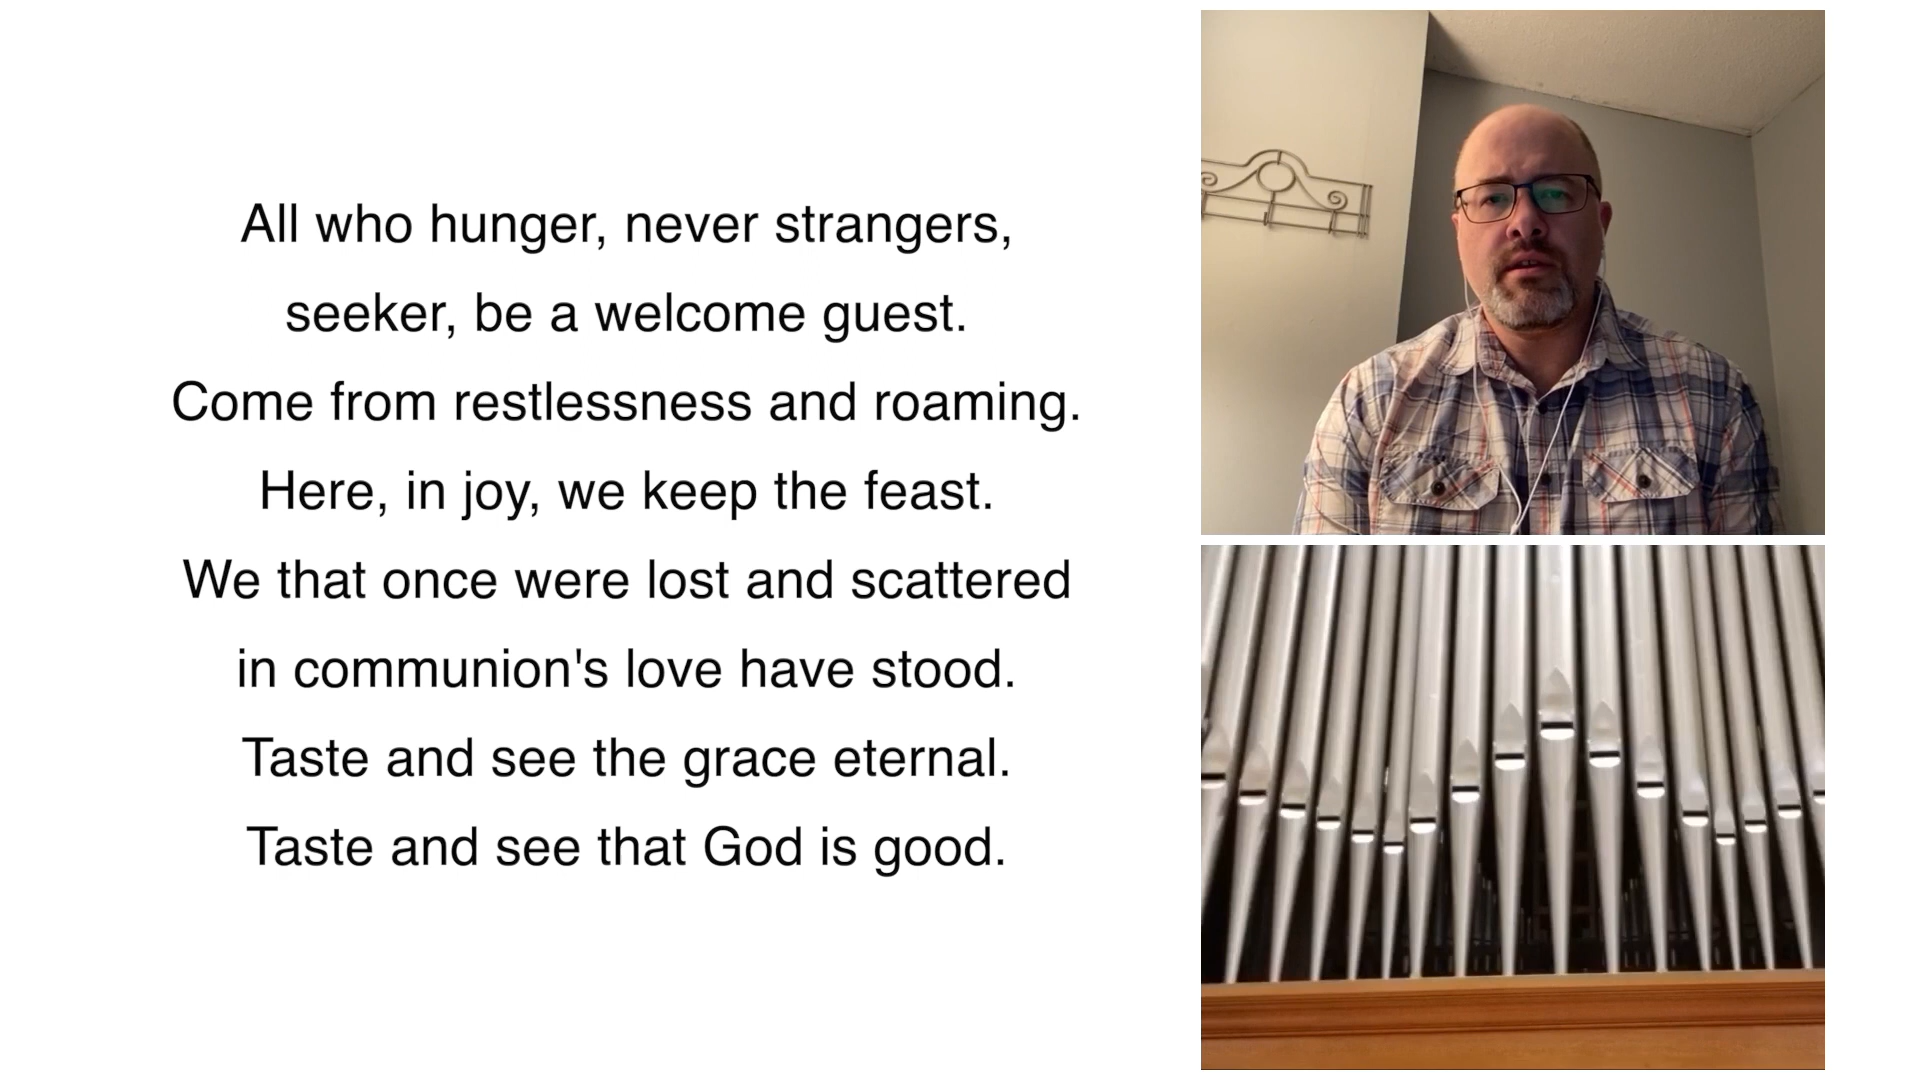 All who hunger, never strangers,
seeker, be a welcome guest.
Come from restlessness and roaming.
Here, in joy, we keep the feast.
We that once were lost and scattered
in communion's love have stood.
Taste and see the grace eternal.
Taste and see that God is good.